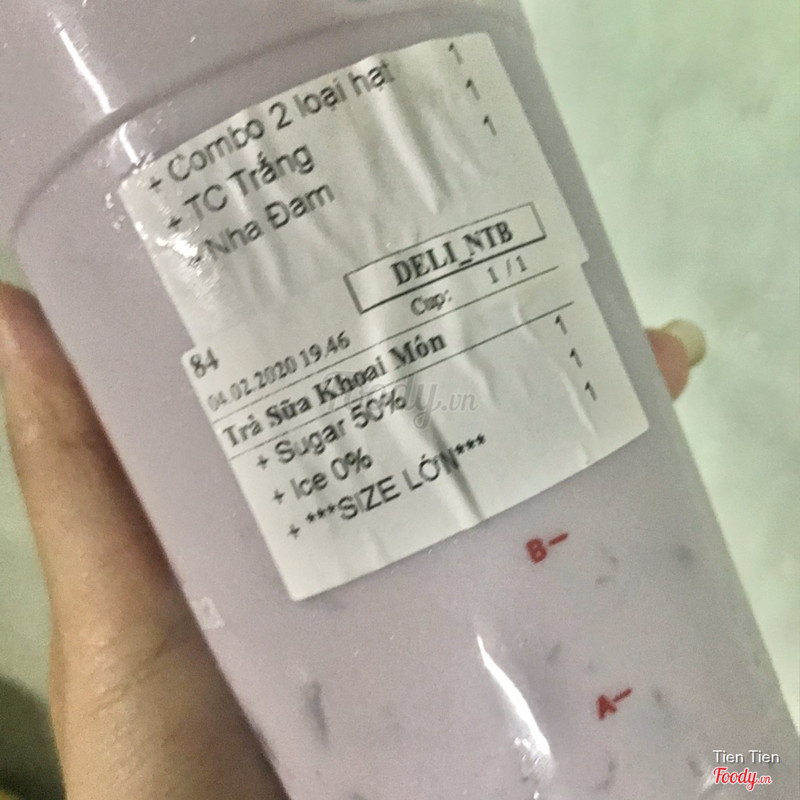 + Combo 2 loại hạt 1
+ TC Trắng 1
+ Nha Đam 1
DELI_NTB
84 Cup: 1 / 1
04.02.2020 19:46
Trà Sữa Khoai Môn 1
+ Sugar 50% 1
+ Ice 0% 1
+ ***SIZE LỚN***
B
A
Foody.vn
Tien Tien
Foody.vn